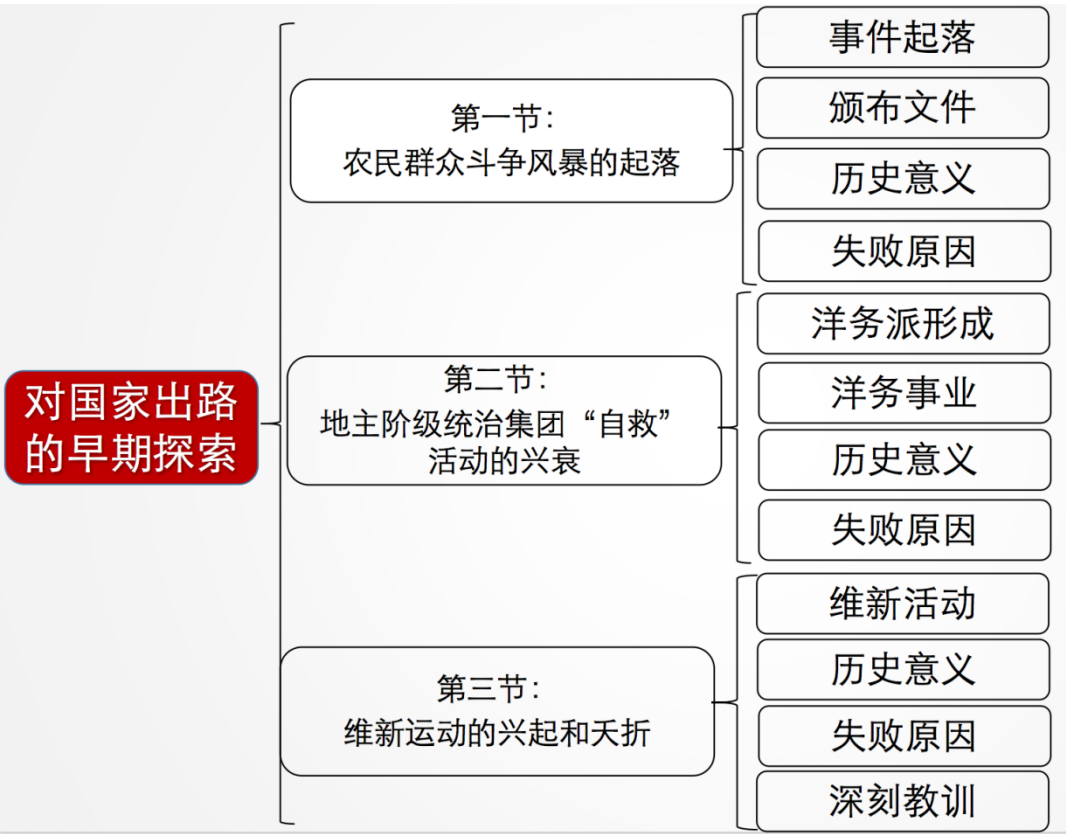 对国家出路
的早期探索
第一节：
农民群众斗争风暴的起落
事件起落
颁布文件
历史意义
失败原因
第二节：
地主阶级统治集团“自救”
活动的兴衰
洋务派形成
洋务事业
历史意义
失败原因
第三节：
维新运动的兴起和夭折
维新活动
历史意义
失败原因
深刻教训